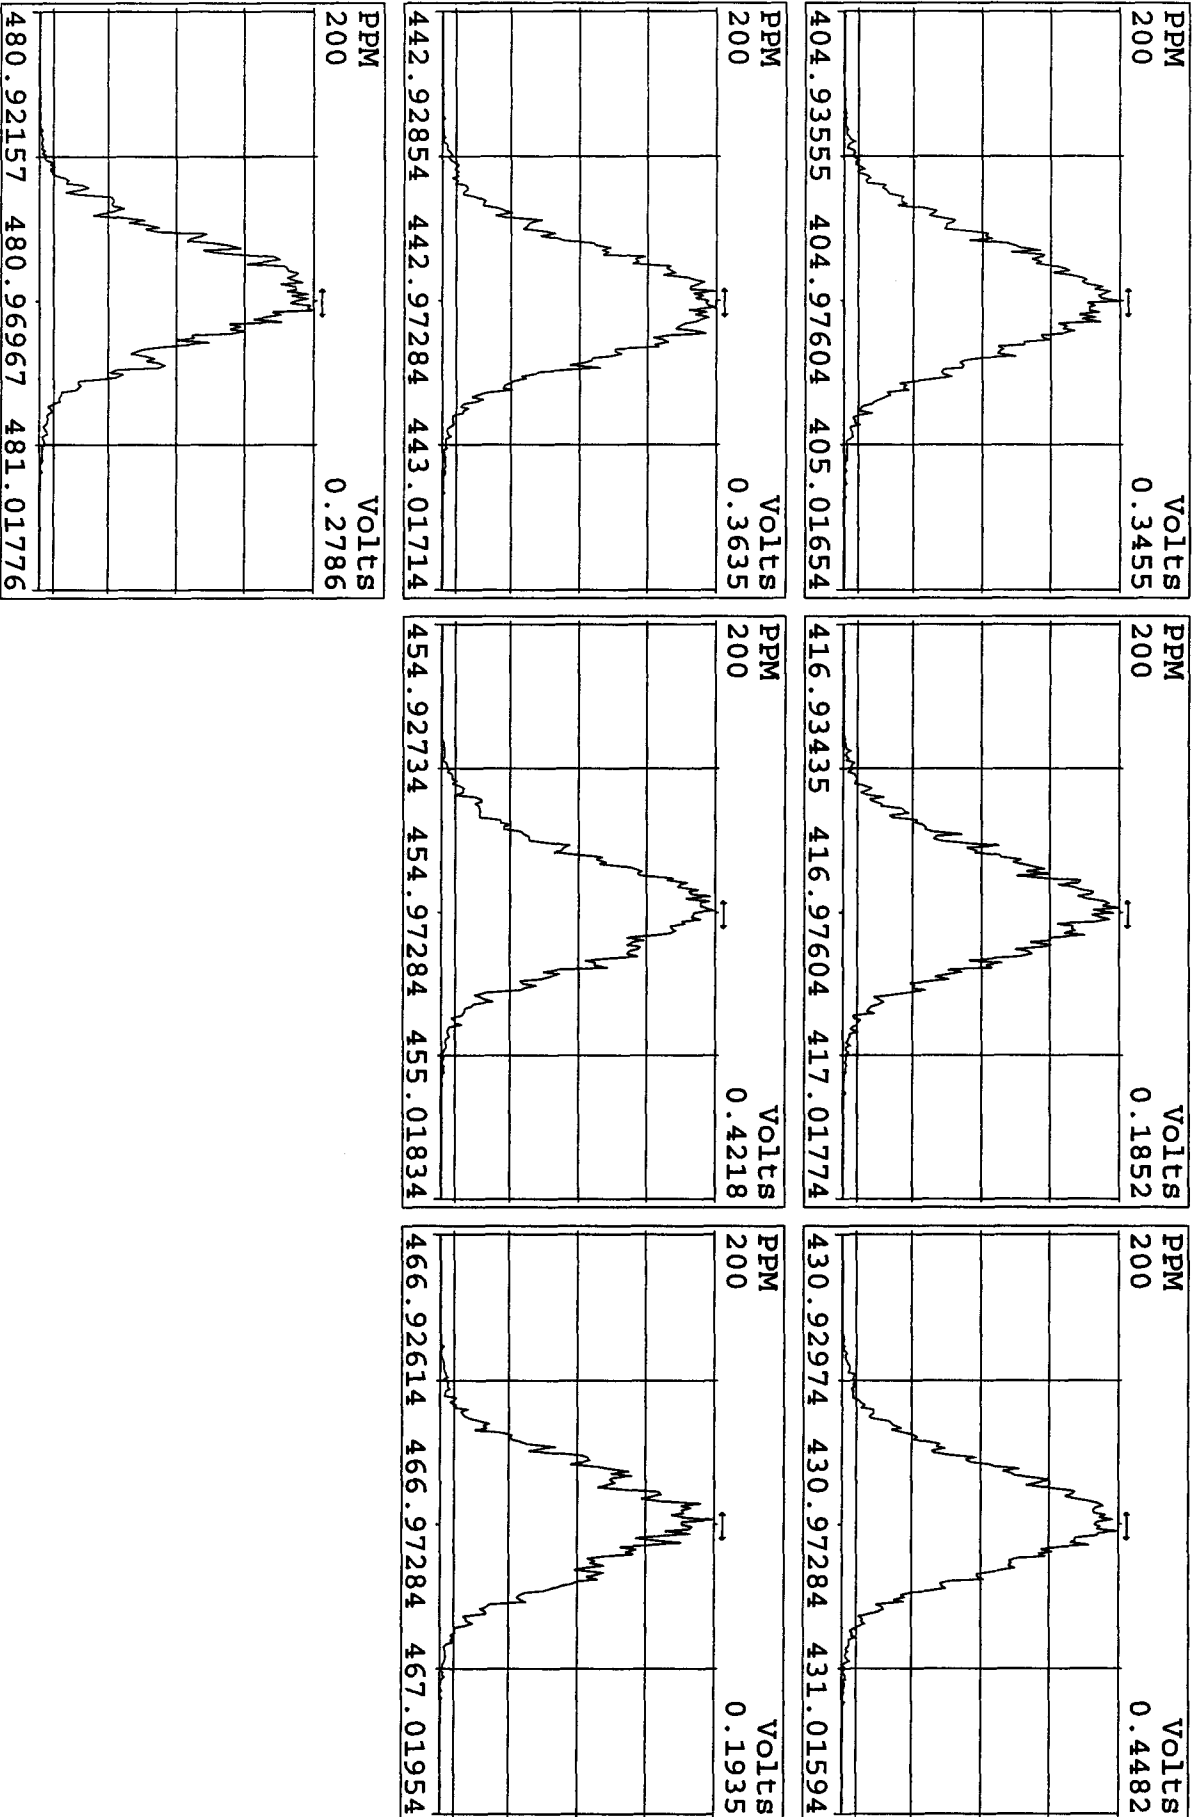 PPM Volts
200 0.3455
404.93555 404.97604 405.01654
PPM Volts
200 0.1852
416.93435 416.97604 417.01774
PPM Volts
200 0.4482
430.92974 430.97284 431.01594
PPM Volts
200 0.3635
442.92854 442.97284 443.01714
PPM Volts
200 0.4218
454.92734 454.97284 455.01834
PPM Volts
200 0.1935
466.92614 466.97284 467.01954
PPM Volts
200 0.2786
480.92157 480.96967 481.01776